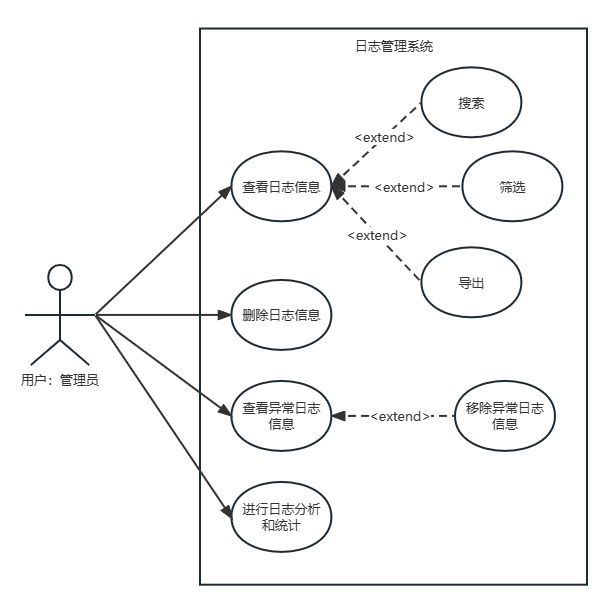 日志管理系统
搜索
<extend>
查看日志信息
<extend>
筛选
<extend>
导出
删除日志信息
用户：管理员
查看异常日志
信息
<extend>
移除异常日志
信息
进行日志分析
和统计